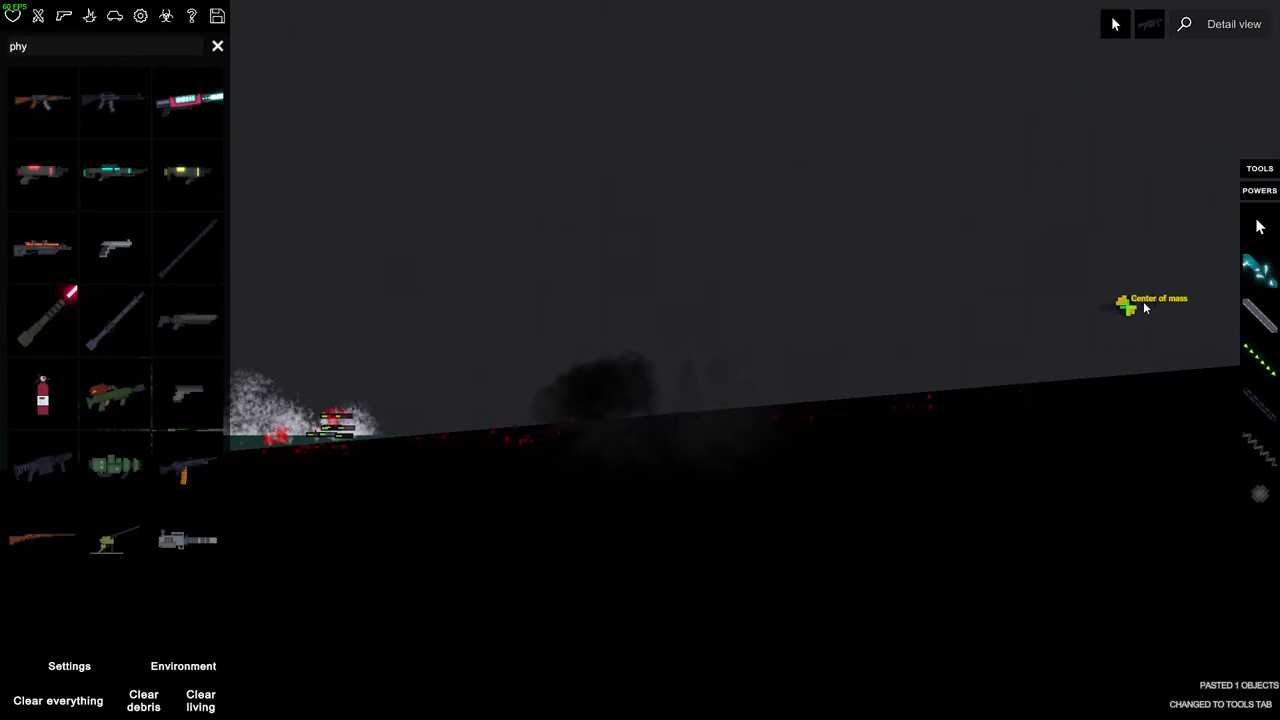 60 FPS
phy
Detail view
TOOLS
POWERS
Center of mass
Settings
Environment
Clear everything
Clear debris
Clear living
PASTED 1 OBJECTS
CHANGED TO TOOLS TAB